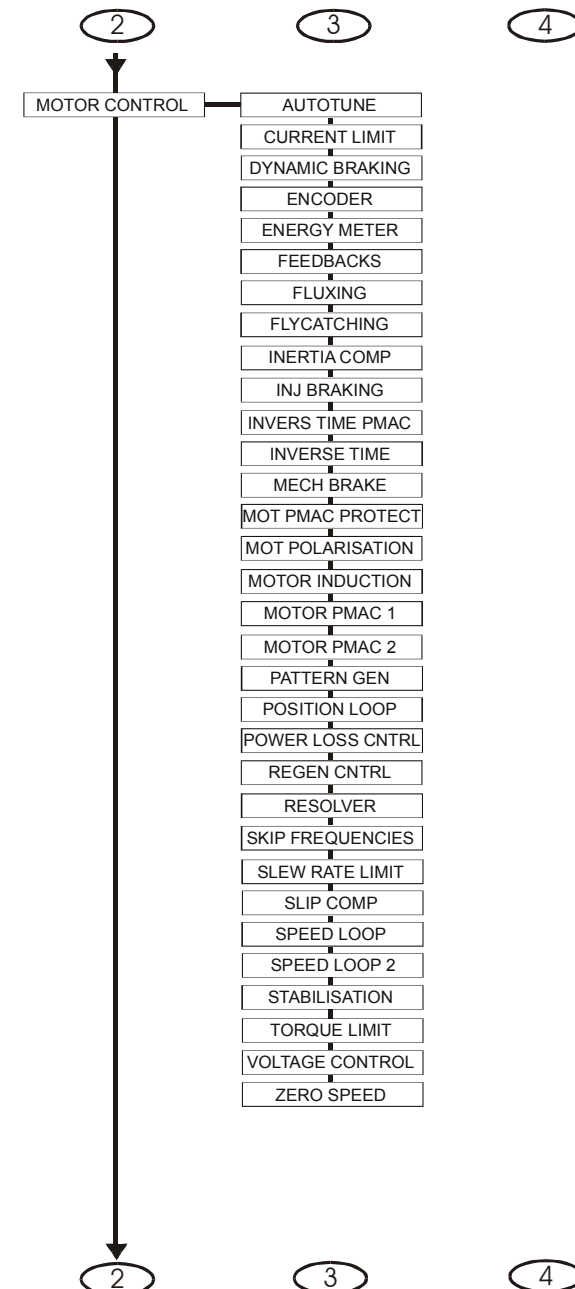 2 3 4
MOTOR CONTROL AUTOTUNE
CURRENT LIMIT
DYNAMIC BRAKING
ENCODER
ENERGY METER
FEEDBACKS
FLUXING
FLYCATCHING
INERTIA COMP
INJ BRAKING
INVERS TIME PMAC
INVERSE TIME
MECH BRAKE
MOT PMAC PROTECT
MOT POLARISATION
MOTOR INDUCTION
MOTOR PMAC 1
MOTOR PMAC 2
PATTERN GEN
POSITION LOOP
POWER LOSS CNTRL
REGEN CNTRL
RESOLVER
SKIP FREQUENCIES
SLEW RATE LIMIT
SLIP COMP
SPEED LOOP
SPEED LOOP 2
STABILISATION
TORQUE LIMIT
VOLTAGE CONTROL
ZERO SPEED
2 3 4